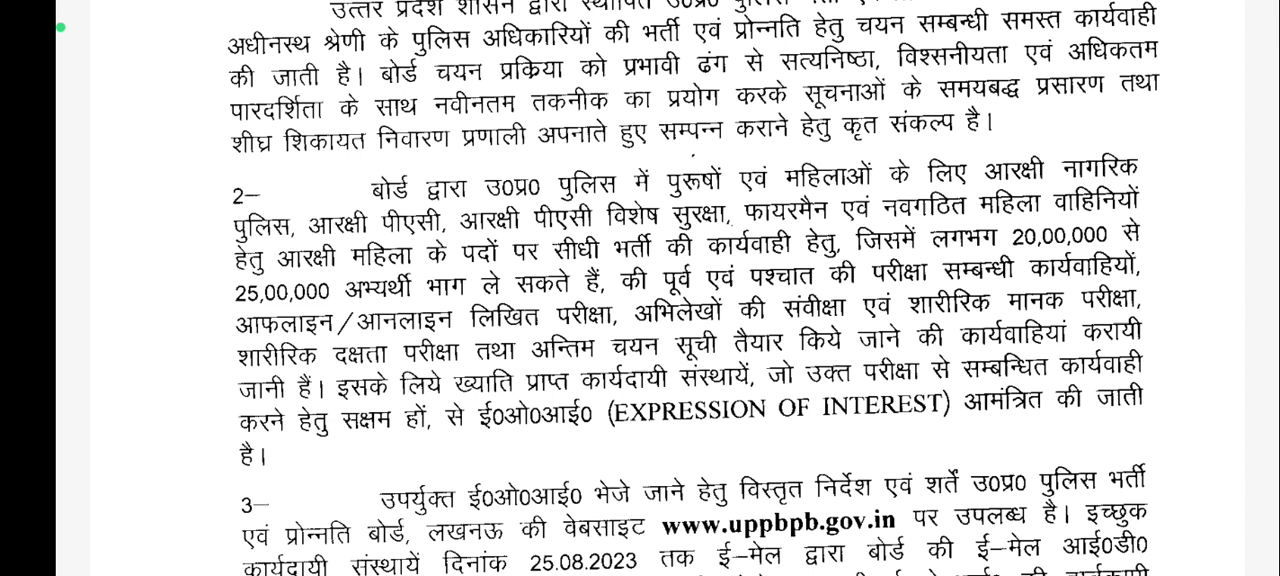 उत्तर प्रदेश शासन द्वारा स्थापित उ0प्र0 पुलिस
अधीनस्थ श्रेणी के पुलिस अधिकारियों की भर्ती एवं प्रोन्नति हेतु चयन सम्बन्धी समस्त कार्यवाही
की जाती है। बोर्ड चयन प्रक्रिया को प्रभावी ढंग से सत्यनिष्ठा, विश्सनीयता एवं अधिकतम
पारदर्शिता के साथ नवीनतम तकनीक का प्रयोग करके सूचनाओं के समयबद्ध प्रसारण तथा
शीघ्र शिकायत निवारण प्रणाली अपनाते हुए सम्पन्न कराने हेतु कृत संकल्प है।
2– बोर्ड द्वारा उ0प्र0 पुलिस में पुरूषों एवं महिलाओं के लिए आरक्षी नागरिक
पुलिस, आरक्षी पीएसी, आरक्षी पीएसी विशेष सुरक्षा, फायरमैन एवं नवगठित महिला वाहिनियों
हेतु आरक्षी महिला के पदों पर सीधी भर्ती की कार्यवाही हेतु, जिसमें लगभग 20,00,000 से
25,00,000 अभ्यर्थी भाग ले सकते हैं, की पूर्व एवं पश्चात की परीक्षा सम्बन्धी कार्यवाहियों,
आफलाइन/आनलाइन लिखित परीक्षा, अभिलेखों की संवीक्षा एवं शारीरिक मानक परीक्षा,
शारीरिक दक्षता परीक्षा तथा अन्तिम चयन सूची तैयार किये जाने की कार्यवाहियां करायी
जानी हैं। इसके लिये ख्याति प्राप्त कार्यदायी संस्थायें, जो उक्त परीक्षा से सम्बन्धित कार्यवाही
करने हेतु सक्षम हों, से ई0ओ0आई0 (EXPRESSION OF INTEREST) आमंत्रित की जाती
है।
3– उपर्युक्त ई0ओ0आई0 भेजे जाने हेतु विस्तृत निर्देश एवं शर्तें उ0प्र0 पुलिस भर्ती
एवं प्रोन्नति बोर्ड, लखनऊ की वेबसाइट www.uppbpb.gov.in पर उपलब्ध है। इच्छुक
कार्यदायी संस्थायें दिनांक 25.08.2023 तक ई–मेल द्वारा बोर्ड की ई–मेल आई0डी0